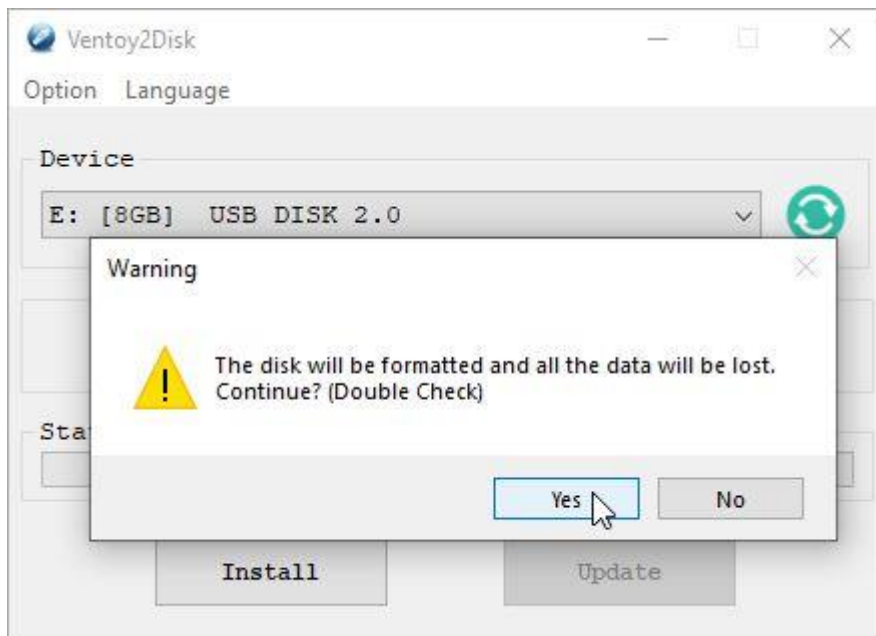 Ventoy2Disk
Option Language
Device
E: [8GB] USB DISK 2.0
Warning
The disk will be formatted and all the data will be lost.
Continue? (Double Check)
Sta
Yes No
Install Update